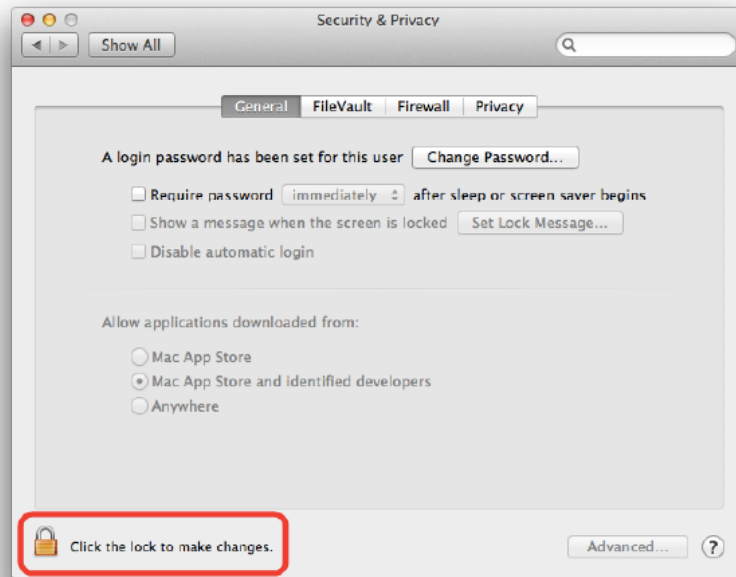 Security & Privacy
Show All
General FileVault Firewall Privacy
A login password has been set for this user Change Password...
Require password immediately after sleep or screen saver begins
Show a message when the screen is locked Set Lock Message...
Disable automatic login
Allow applications downloaded from:
Mac App Store
Mac App Store and identified developers
Anywhere
Click the lock to make changes.
Advanced... ?